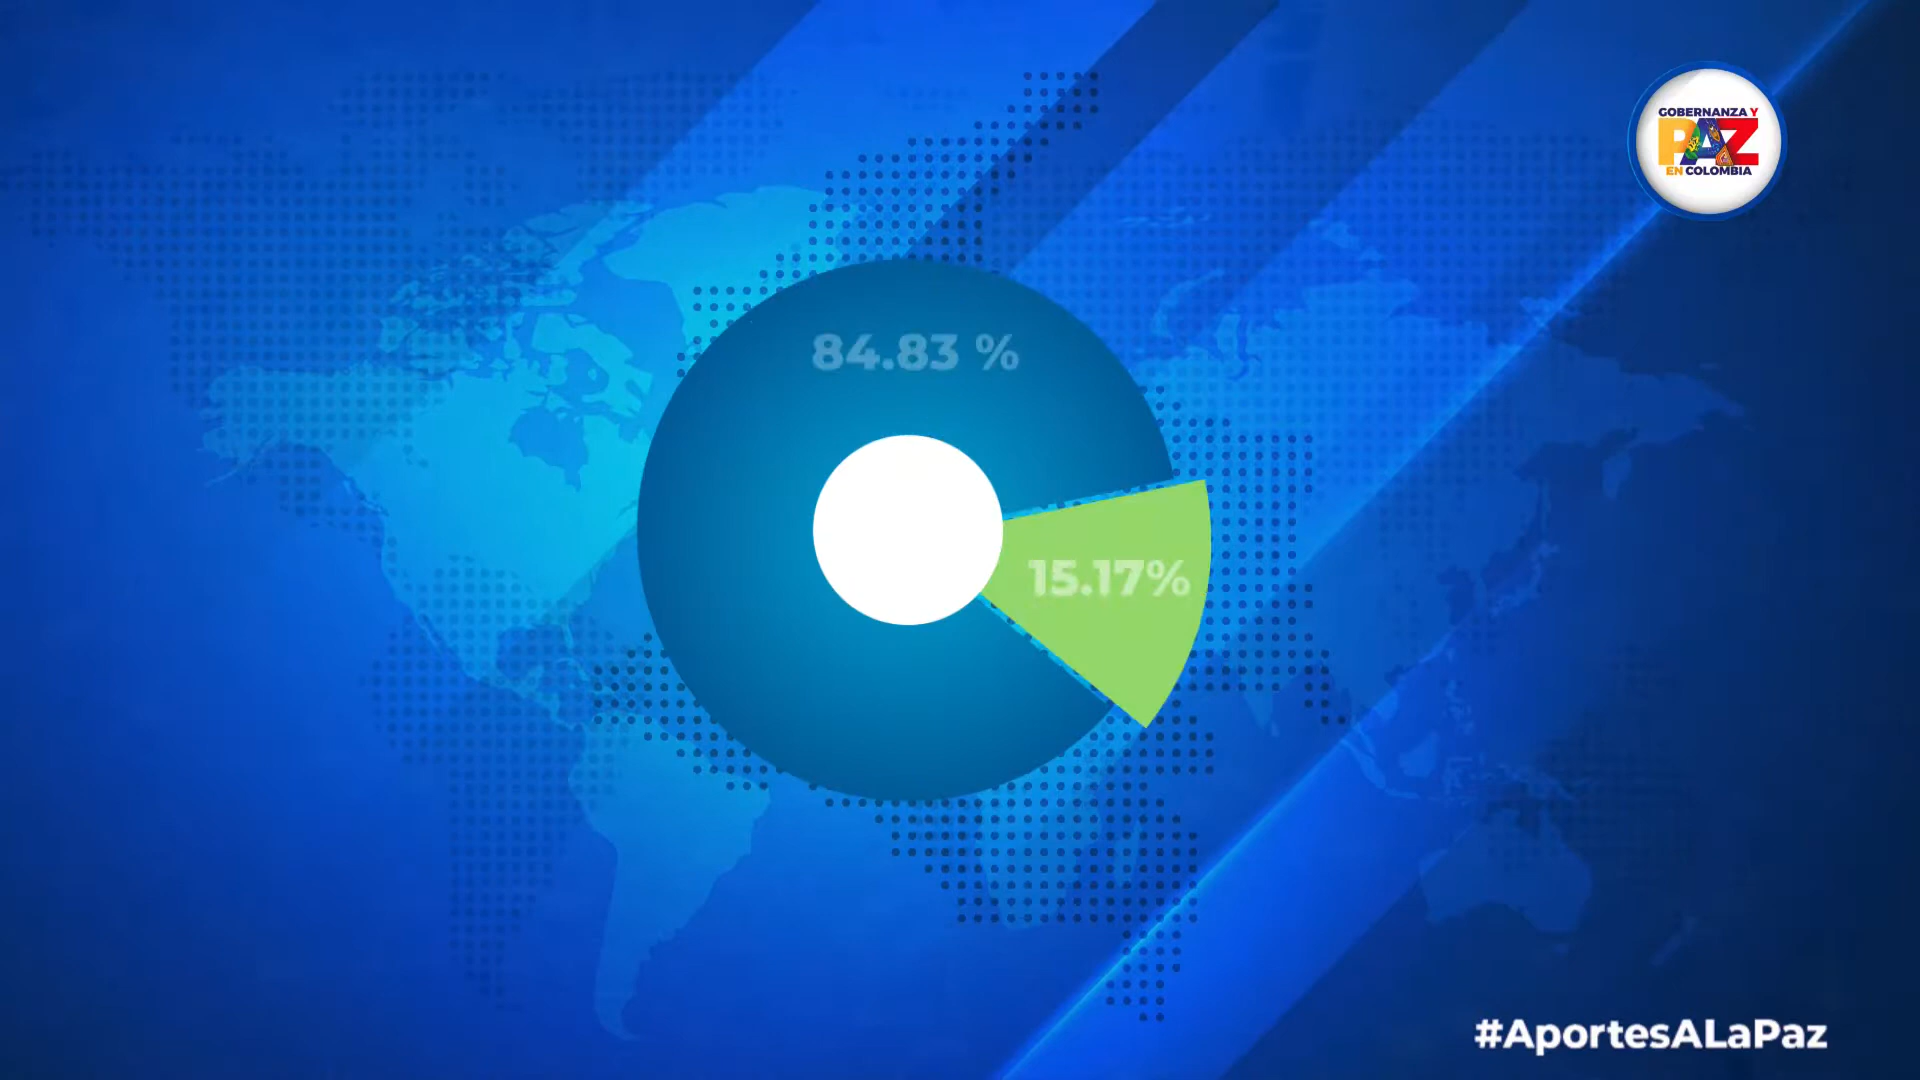 GOBERNANZA Y
PAZ
EN COLOMBIA
84.83 %
15.17%
#AportesALaPaz